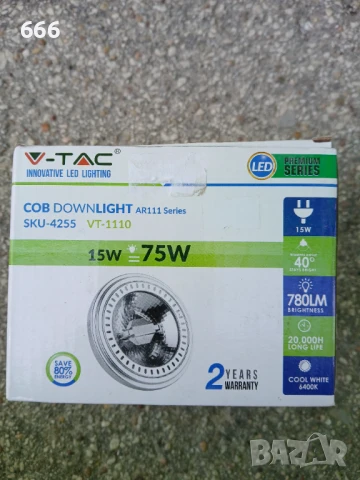 666
V-TAC
INNOVATIVE LED LIGHTING
LED
PREMIUM
SERIES
COB DOWNLIGHT AR111 Series
SKU-4255 VT-1110
15W = 75W
15W
40°
780LM
BRIGHTNESS
20,000H
LONG LIFE
COOL WHITE
6400K
SAVE
80%
ENERGY
2 YEARS
WARRANTY
BAZAR